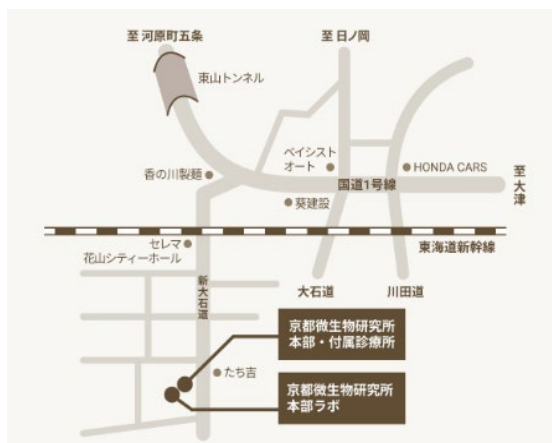 至 河原町五条
至 日ノ岡
東山トンネル
ベイシスト
オート
HONDA CARS
香の川製麺
国道1号線
至大津
葵建設
東海道新幹線
セレマ
花山シティーホール
新大石道
大石道
川田道
京都微生物研究所
本部・付属診療所
たち吉
京都微生物研究所
本部ラボ